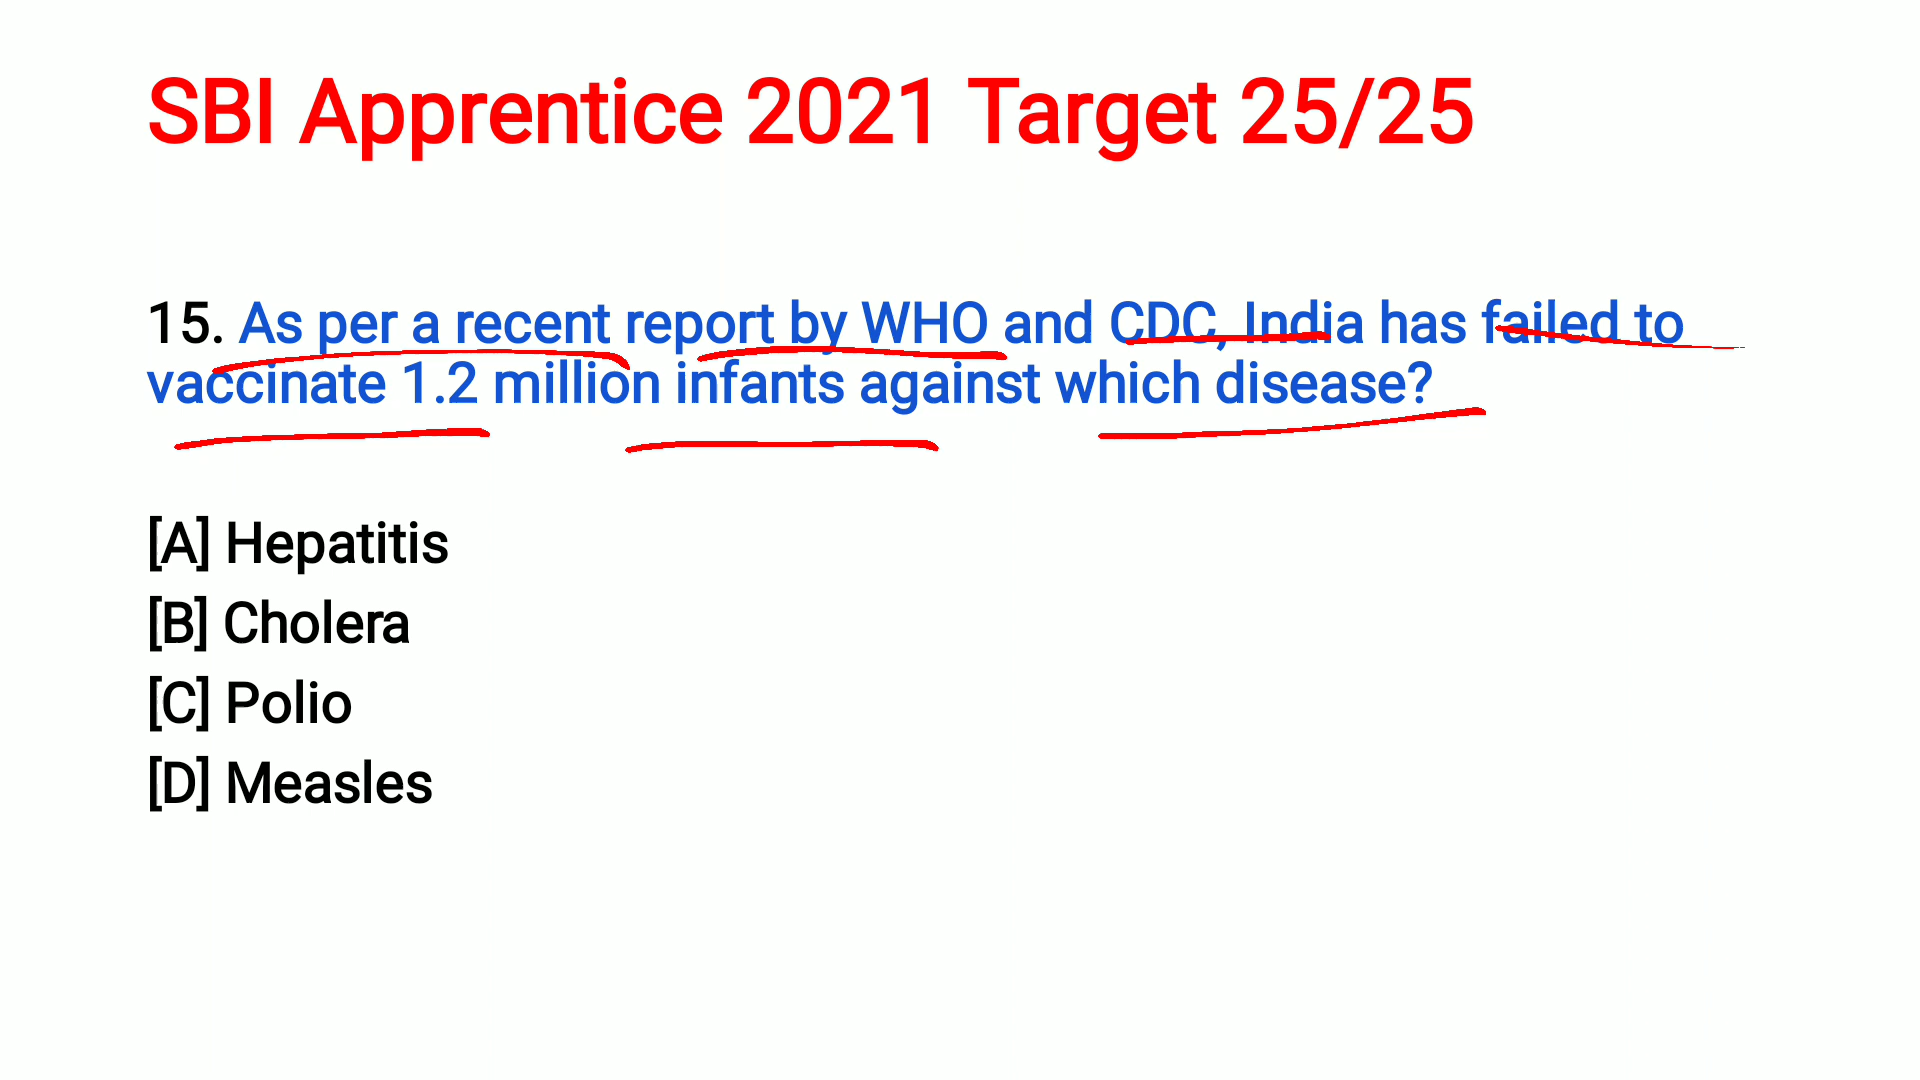 SBI Apprentice 2021 Target 25/25
15. As per a recent report by WHO and CDC, India has failed to
vaccinate 1.2 million infants against which disease?
[A] Hepatitis
[B] Cholera
[C] Polio
[D] Measles